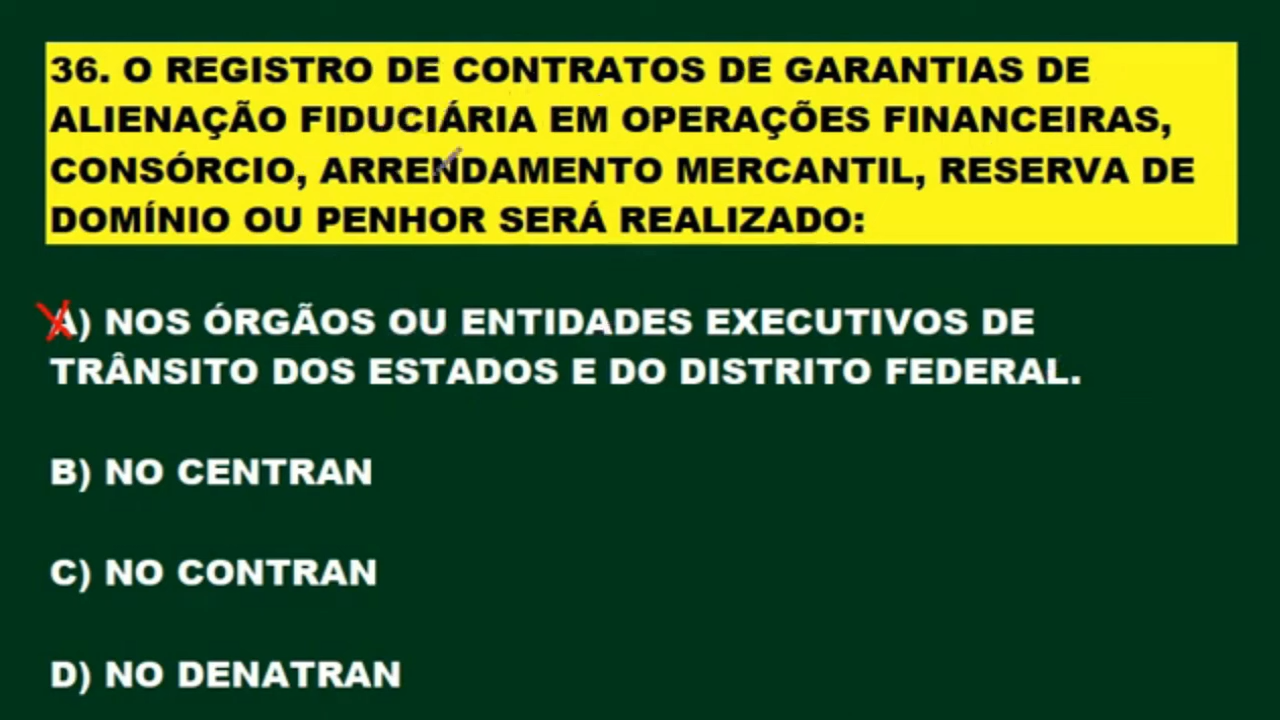 36. O REGISTRO DE CONTRATOS DE GARANTIAS DE
ALIENAÇÃO FIDUCIÁRIA EM OPERAÇÕES FINANCEIRAS,
CONSÓRCIO, ARRENDAMENTO MERCANTIL, RESERVA DE
DOMÍNIO OU PENHOR SERÁ REALIZADO:
A) NOS ÓRGÃOS OU ENTIDADES EXECUTIVOS DE
TRÂNSITO DOS ESTADOS E DO DISTRITO FEDERAL.
B) NO CENTRAN
C) NO CONTRAN
D) NO DENATRAN